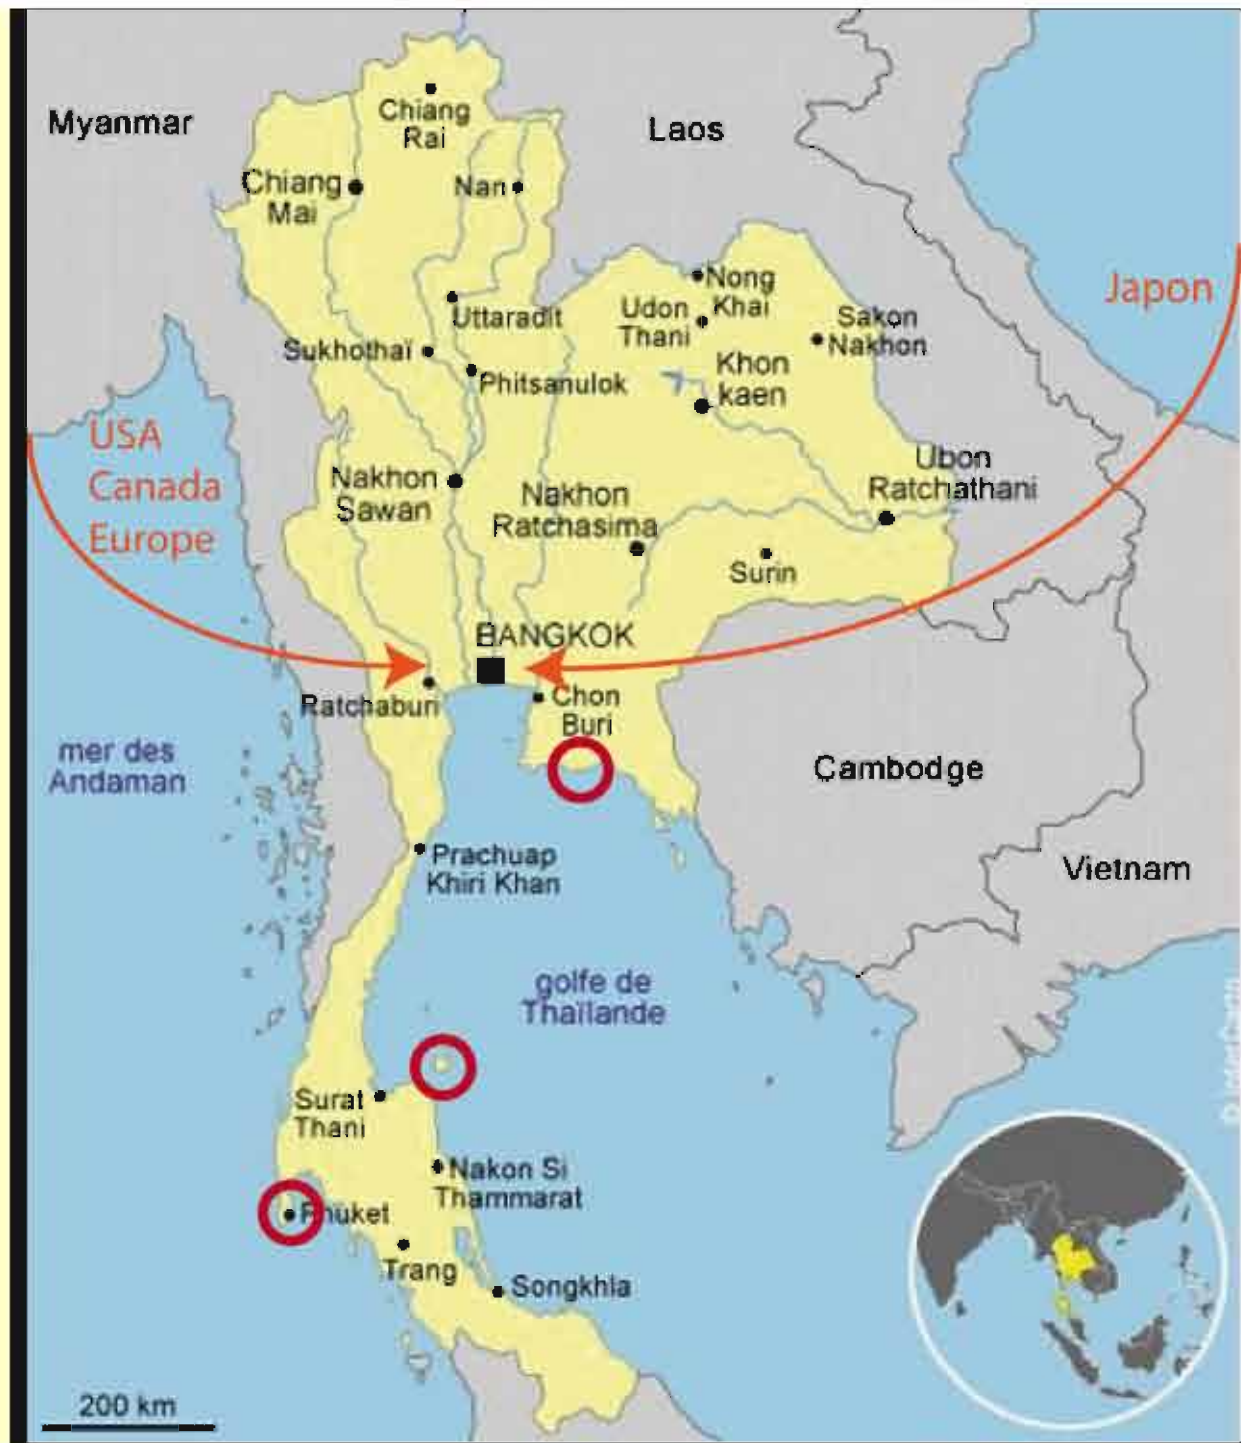 Myanmar
Chiang
Rai
Laos
Chiang
Mai
Nan
Nong
Khai
Japon
Udon
Thani
Sakon
Nakhon
Uttaradit
Sukhothaï
Phitsanulok
Khon
kaen
USA
Canada
Europe
Nakhon
Sawan
Nakhon
Ratchasima
Ubon
Ratchathani
Surin
BANGKOK
Ratchaburi
Chon
Buri
mer des
Andaman
Cambodge
Prachuap
Khiri Khan
Vietnam
golfe de
Thaïlande
Surat
Thani
Nakon Si
Thammarat
Phuket
Trang
Songkhla
200 km